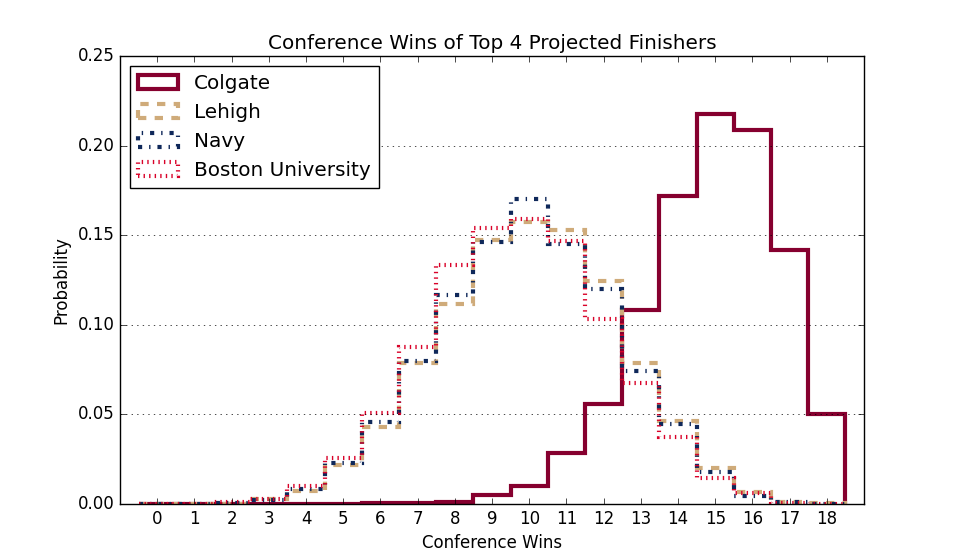 Conference Wins of Top 4 Projected Finishers
0.25
0.20
0.15
0.10
0.05
0.00
Probability
Colgate
Lehigh
Navy
Boston University
0 1 2 3 4 5 6 7 8 9 10 11 12 13 14 15 16 17 18
Conference Wins